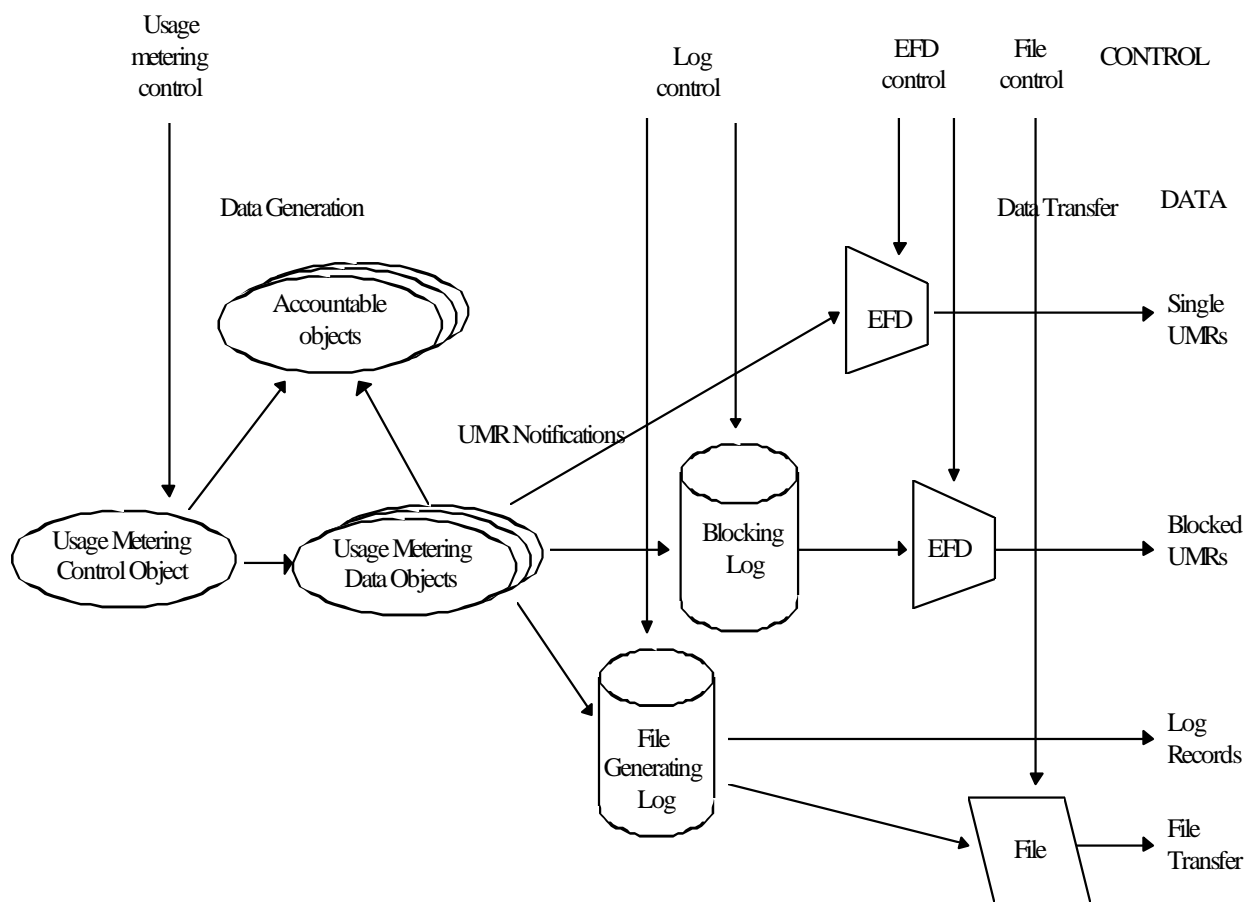 Usage
metering
control
Log
control
EFD
control
File
control
CONTROL
Data Generation
Data Transfer
DATA
Accountable
objects
EFD
Single
UMRs
UMR Notifications
Usage Metering
Control Object
Usage Metering
Data Objects
Blocking
Log
EFD
Blocked
UMRs
File
Generating
Log
Log
Records
File
File
Transfer